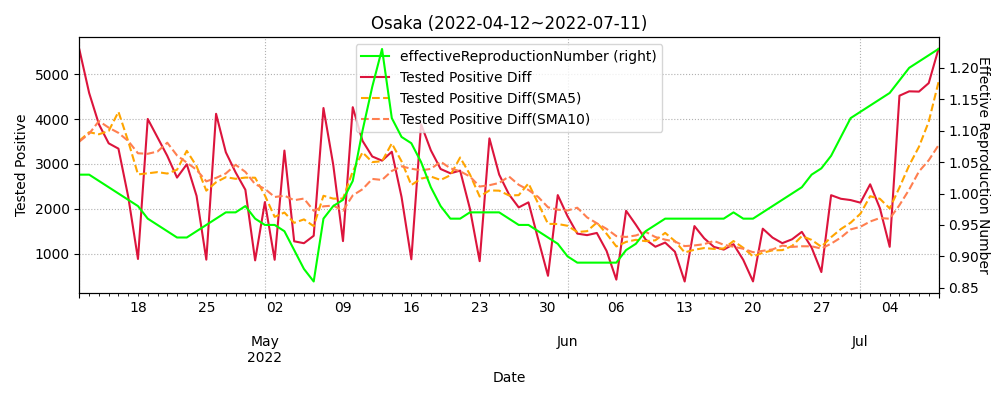 Osaka (2022-04-12~2022-07-11)
effectiveReproductionNumber (right)
Tested Positive Diff
Tested Positive Diff(SMA5)
Tested Positive Diff(SMA10)
Tested Positive
5000
4000
3000
2000
1000
1.20
1.15
1.10
1.05
1.00
0.95
0.90
0.85
Effective Reproduction Number
18 25 02 09 16 23 30 06 13 20 27 04
May Jun Jul
2022
Date